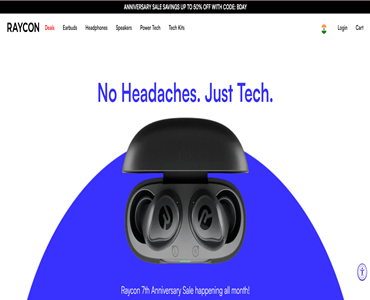 ANNIVERSARY SALE SAVINGS UP TO 50% OFF WITH CODE: BDAY
RAYCON Deals Earbuds Headphones Speakers Power Tech Tech Kits Login Cart
No Headaches. Just Tech.
Raycon 7th Anniversary Sale happening all month!